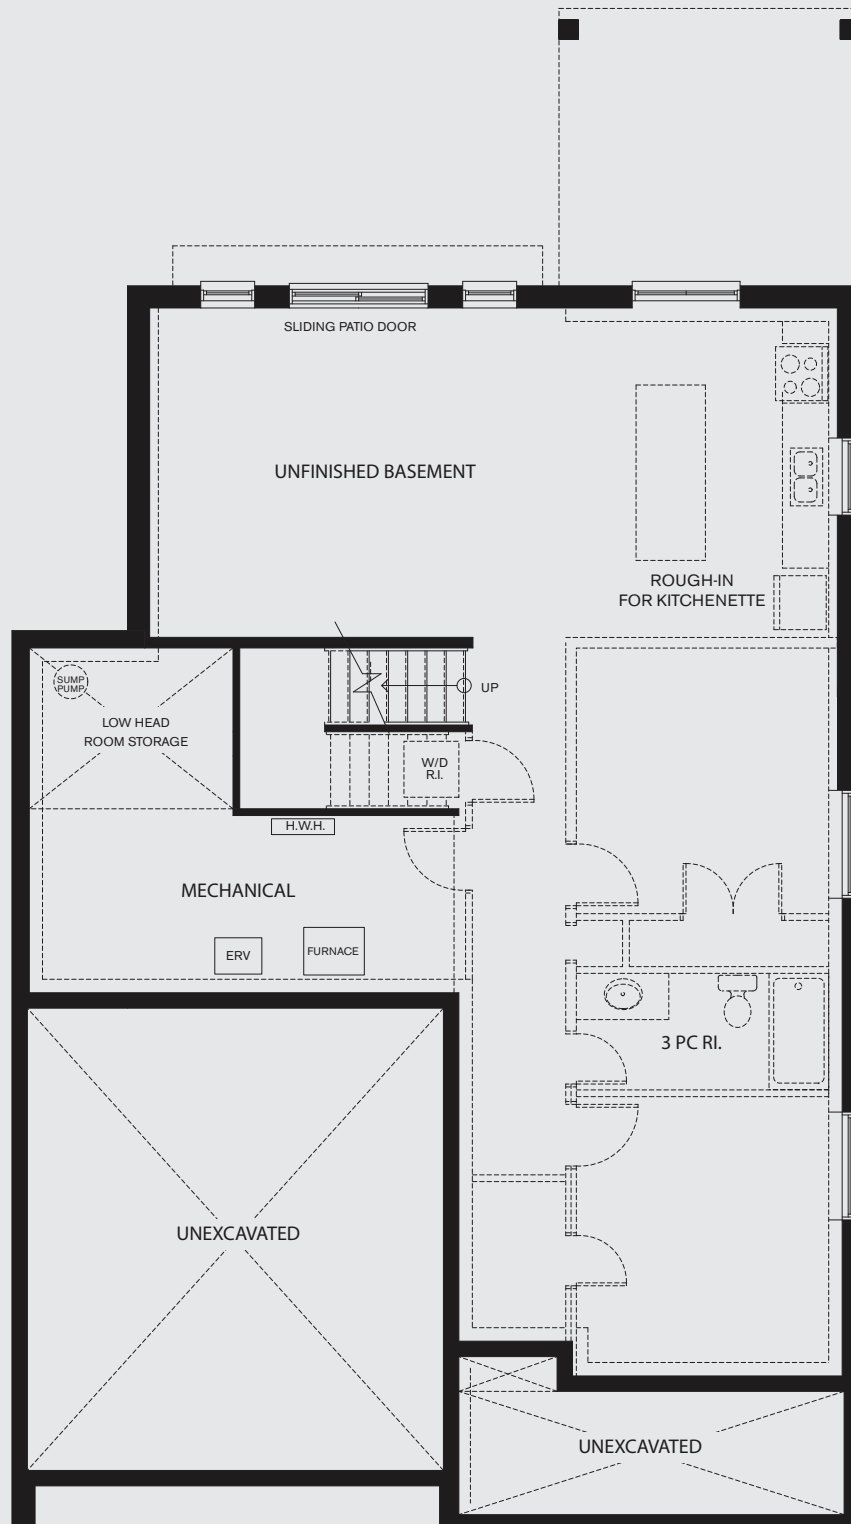 SLIDING PATIO DOOR
UNFINISHED BASEMENT
ROUGH-IN
FOR KITCHENETTE
SUMP
PUMP
UP
LOW HEAD
ROOM STORAGE
W/D
R.I.
H.W.H.
MECHANICAL
ERV
FURNACE
3 PC RI.
UNEXCAVATED
UNEXCAVATED